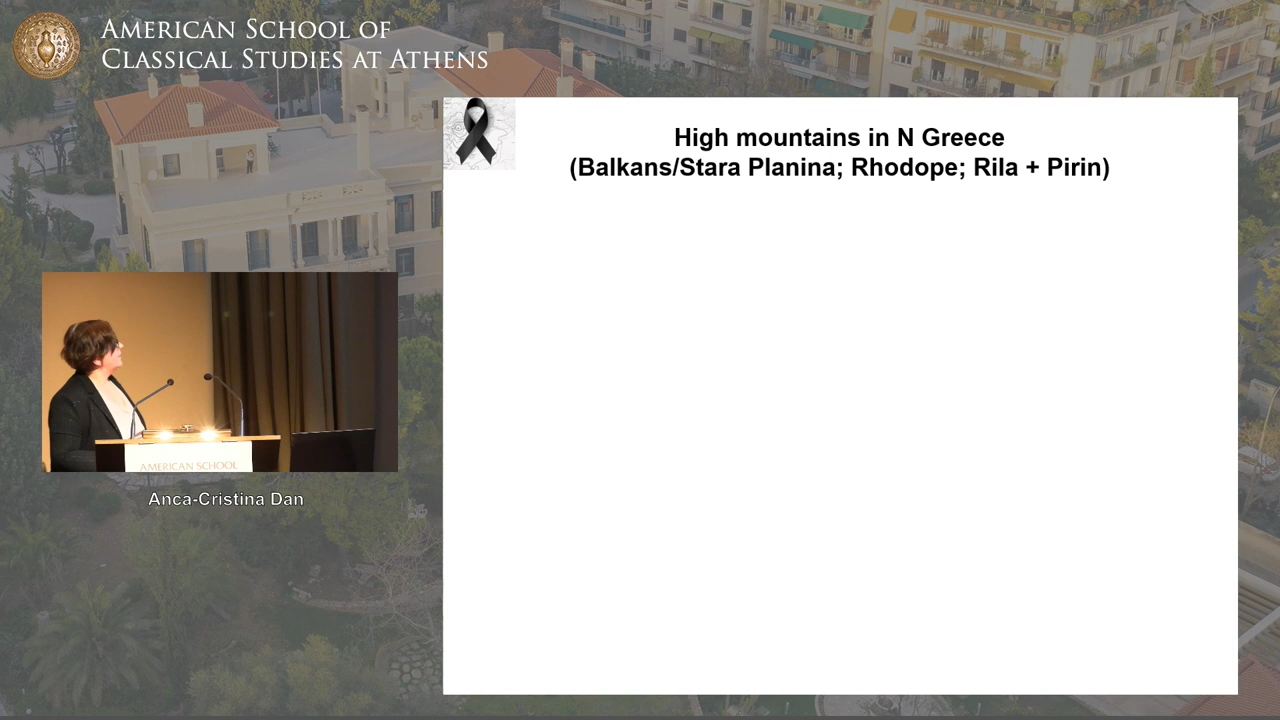 AMERICAN SCHOOL OF
CLASSICAL STUDIES AT ATHENS
High mountains in N Greece
(Balkans/Stara Planina; Rhodope; Rila + Pirin)
AMERICAN SCHOOL
Anca-Cristina Dan